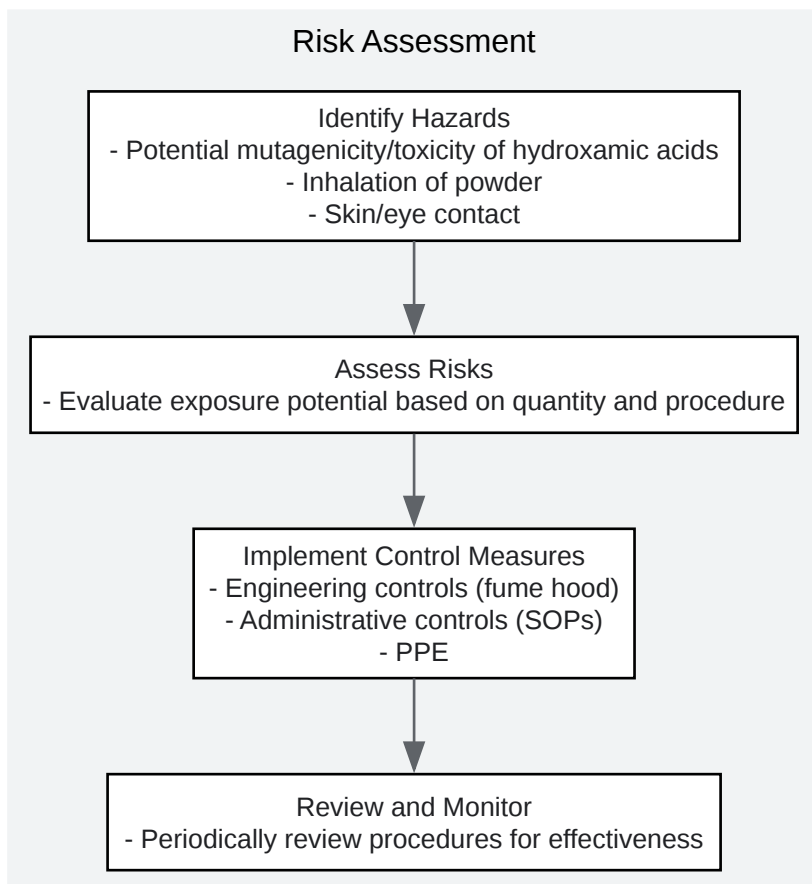 Risk Assessment
Identify Hazards
- Potential mutagenicity/toxicity of hydroxamic acids
- Inhalation of powder
- Skin/eye contact
Assess Risks
- Evaluate exposure potential based on quantity and procedure
Implement Control Measures
- Engineering controls (fume hood)
- Administrative controls (SOPs)
- PPE
Review and Monitor
- Periodically review procedures for effectiveness